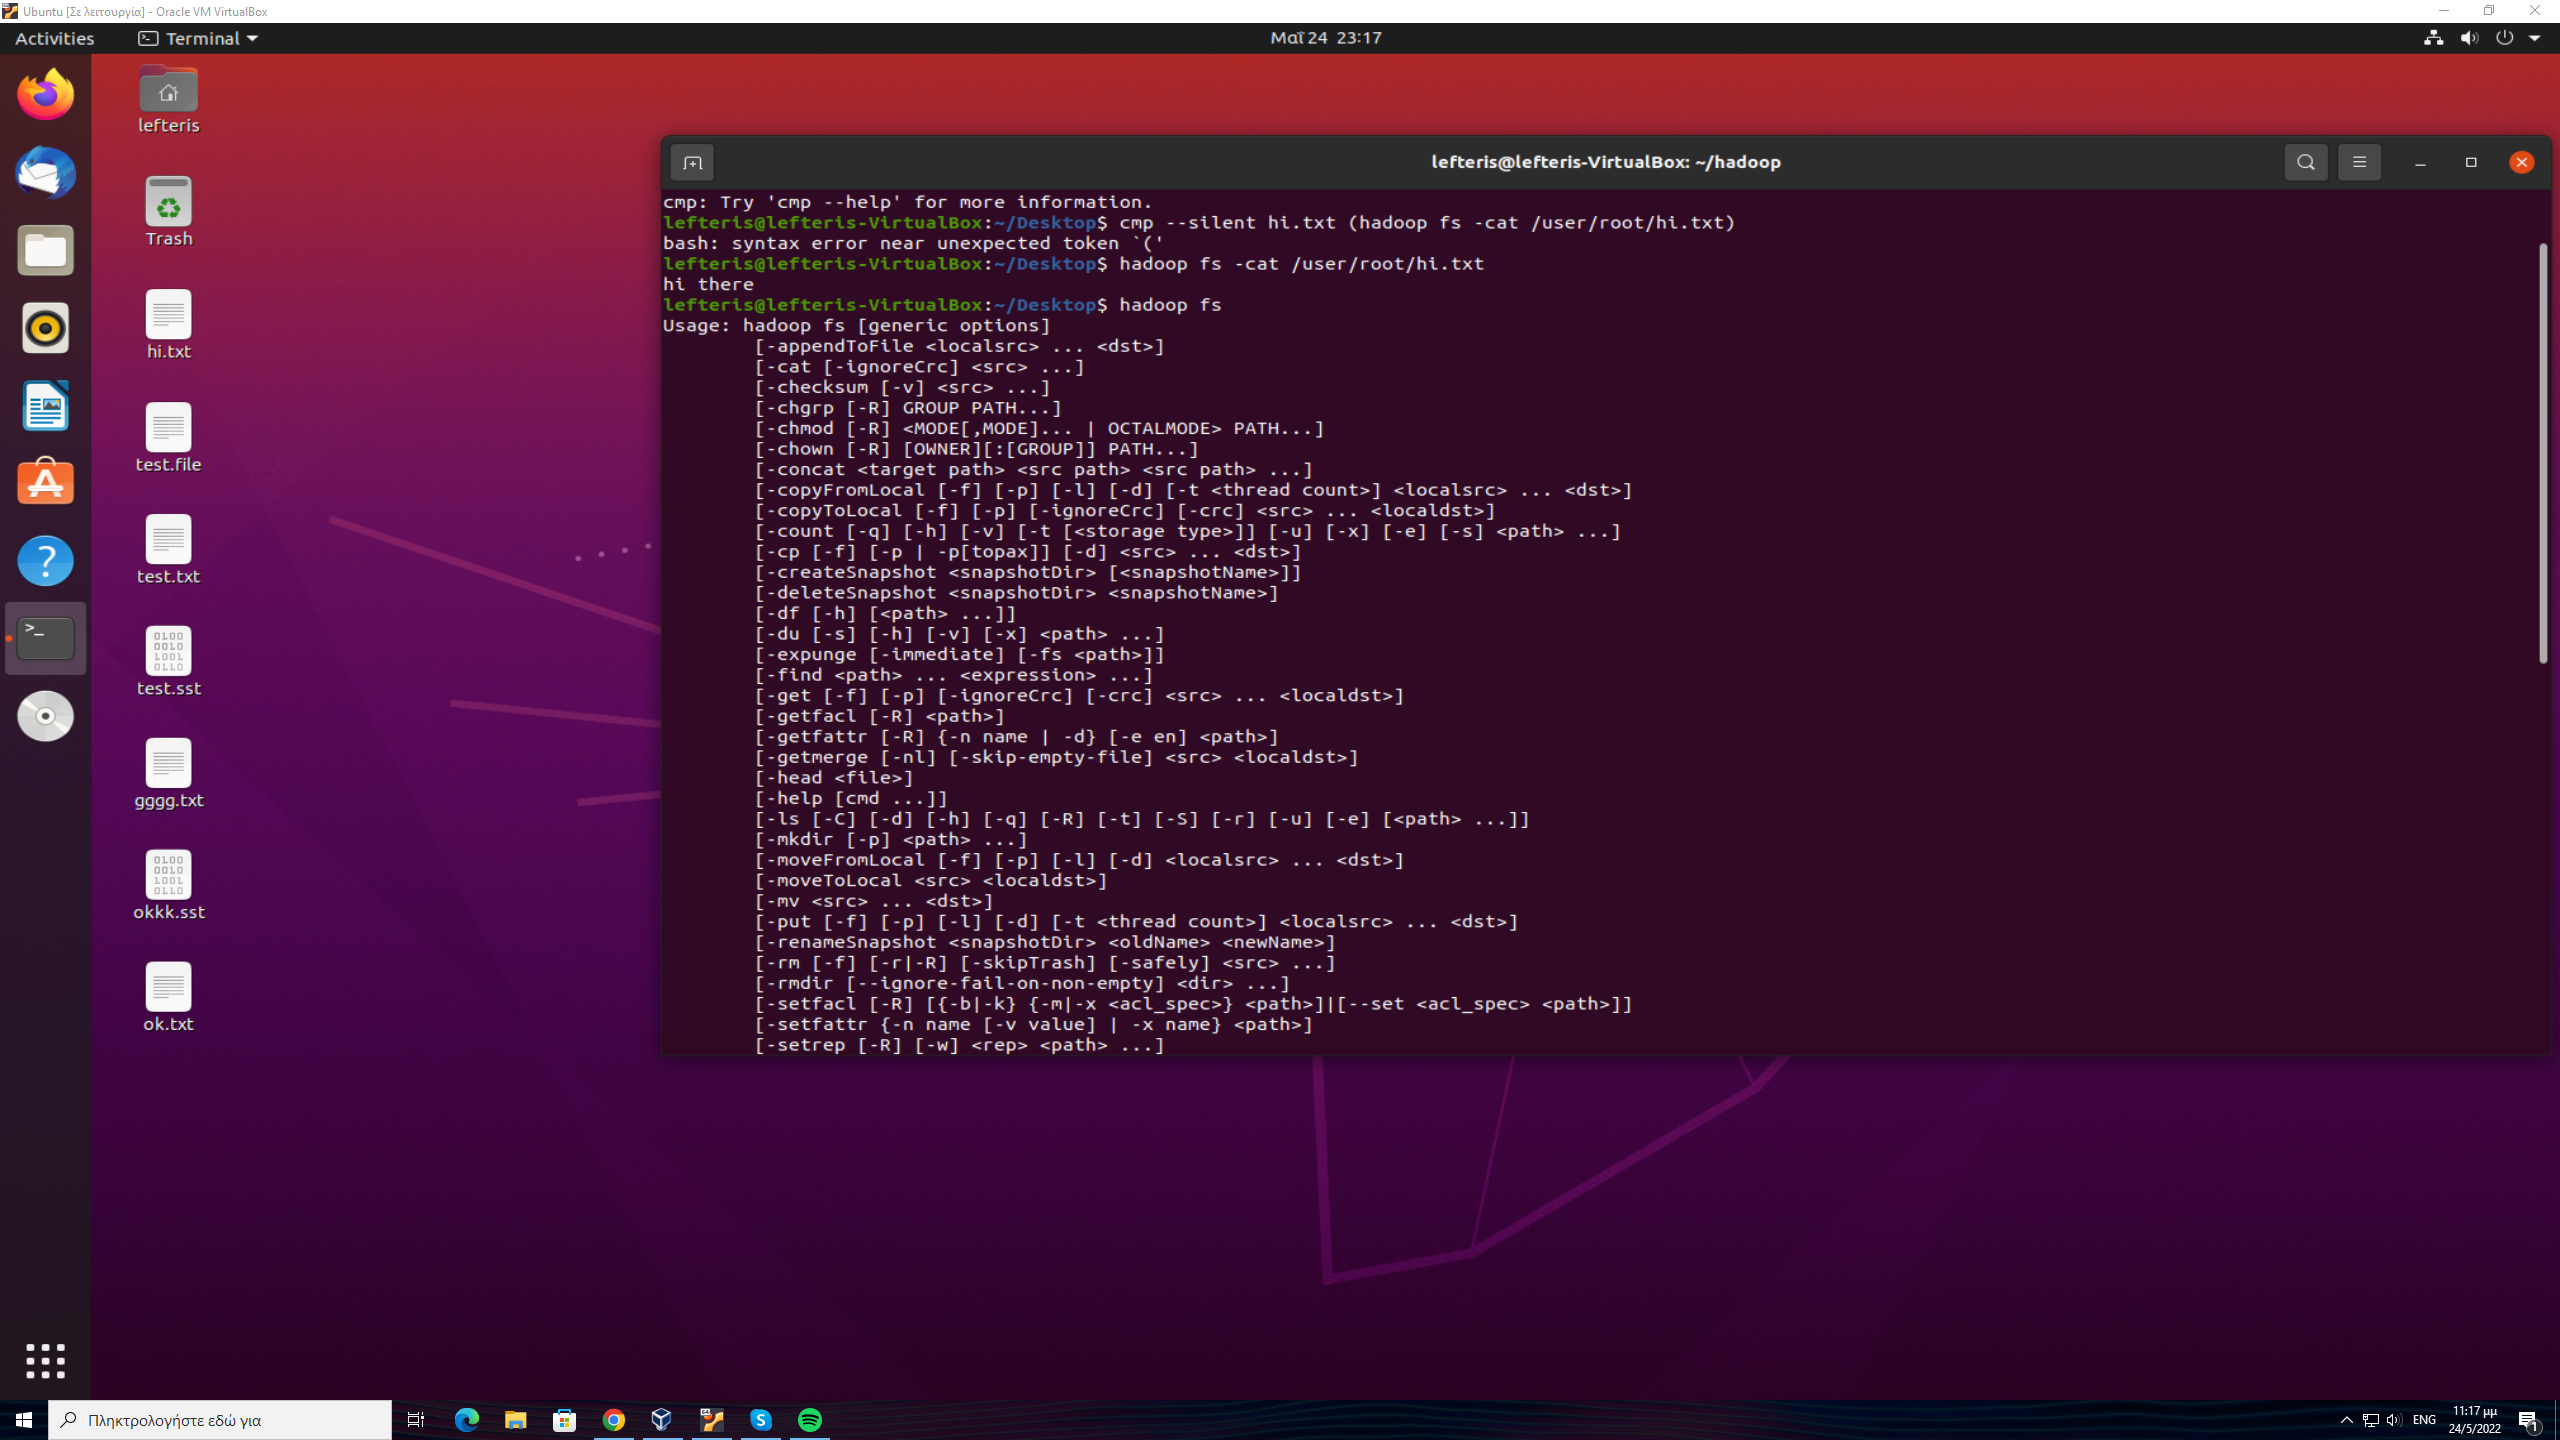 Ubuntu [Σε λειτουργία] - Oracle VM VirtualBox
Activities
Terminal
Μαΐ 24 23:17
lefteris
Trash
hi.txt
test.file
test.txt
test.sst
gggg.txt
okkk.sst
ok.txt
lefteris@lefteris-VirtualBox: ~/hadoop
cmp: Try 'cmp --help' for more information.
lefteris@lefteris-VirtualBox:~/Desktop$ cmp --silent hi.txt (hadoop fs -cat /user/root/hi.txt)
bash: syntax error near unexpected token `('
lefteris@lefteris-VirtualBox:~/Desktop$ hadoop fs -cat /user/root/hi.txt
hi there
lefteris@lefteris-VirtualBox:~/Desktop$ hadoop fs
Usage: hadoop fs [generic options]
[-appendToFile <localsrc> ... <dst>]
[-cat [-ignoreCrc] <src> ...]
[-checksum [-v] <src> ...]
[-chgrp [-R] GROUP PATH...]
[-chmod [-R] <MODE[,MODE]... | OCTALMODE> PATH...]
[-chown [-R] [OWNER][:[GROUP]] PATH...]
[-concat <target path> <src path> <src path> ...]
[-copyFromLocal [-f] [-p] [-l] [-d] [-t <thread count>] <localsrc> ... <dst>]
[-copyToLocal [-f] [-p] [-ignoreCrc] [-crc] <src> ... <localdst>]
[-count [-q] [-h] [-v] [-t [<storage type>]] [-u] [-x] [-e] [-s] <path> ...]
[-cp [-f] [-p | -p[topax]] [-d] <src> ... <dst>]
[-createSnapshot <snapshotDir> [<snapshotName>]]
[-deleteSnapshot <snapshotDir> <snapshotName>]
[-df [-h] [<path> ...]]
[-du [-s] [-h] [-v] [-x] <path> ...]
[-expunge [-immediate] [-fs <path>]]
[-find <path> ... <expression> ...]
[-get [-f] [-p] [-ignoreCrc] [-crc] <src> ... <localdst>]
[-getfacl [-R] <path>]
[-getfattr [-R] {-n name | -d} [-e en] <path>]
[-getmerge [-nl] [-skip-empty-file] <src> <localdst>]
[-head <file>]
[-help [cmd ...]]
[-ls [-C] [-d] [-h] [-q] [-R] [-t] [-S] [-r] [-u] [-e] [<path> ...]]
[-mkdir [-p] <path> ...]
[-moveFromLocal [-f] [-p] [-l] [-d] <localsrc> ... <dst>]
[-moveToLocal <src> <localdst>]
[-mv <src> ... <dst>]
[-put [-f] [-p] [-l] [-d] [-t <thread count>] <localsrc> ... <dst>]
[-renameSnapshot <snapshotDir> <oldName> <newName>]
[-rm [-f] [-r|-R] [-skipTrash] [-safely] <src> ...]
[-rmdir [--ignore-fail-on-non-empty] <dir> ...]
[-setfacl [-R] [{-b|-k} {-m|-x <acl_spec>} <path>]|[--set <acl_spec> <path>]]
[-setfattr {-n name [-v value] | -x name} <path>]
[-setrep [-R] [-w] <rep> <path> ...]
Πληκτρολογήστε εδώ για
ENG
11:17 μμ
24/5/2022
1